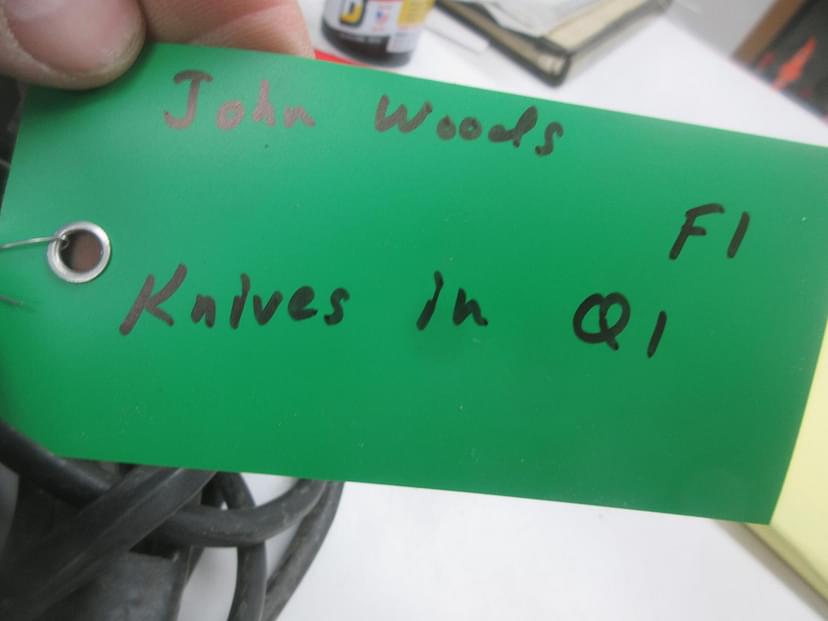 John Woods
F1
Knives in Q1